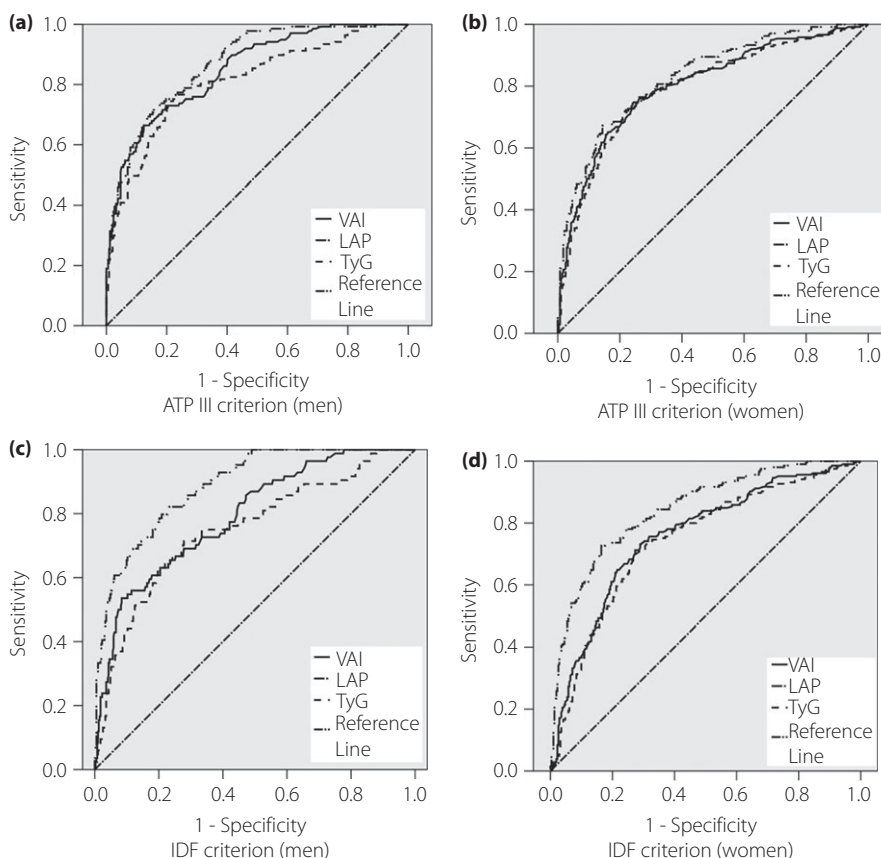 (a)
1.0
0.8
0.6
0.4
0.2
0.0
Sensitivity
VAI
LAP
TyG
Reference
Line
0.0 0.2 0.4 0.6 0.8 1.0
1 - Specificity
ATP III criterion (men)
(b)
1.0
0.8
0.6
0.4
0.2
0.0
Sensitivity
VAI
LAP
TyG
Reference
Line
0.0 0.2 0.4 0.6 0.8 1.0
1 - Specificity
ATP III criterion (women)
(c)
1.0
0.8
0.6
0.4
0.2
0.0
Sensitivity
VAI
LAP
TyG
Reference
Line
0.0 0.2 0.4 0.6 0.8 1.0
1 - Specificity
IDF criterion (men)
(d)
1.0
0.8
0.6
0.4
0.2
0.0
Sensitivity
VAI
LAP
TyG
Reference
Line
0.0 0.2 0.4 0.6 0.8 1.0
1 - Specificity
IDF criterion (women)